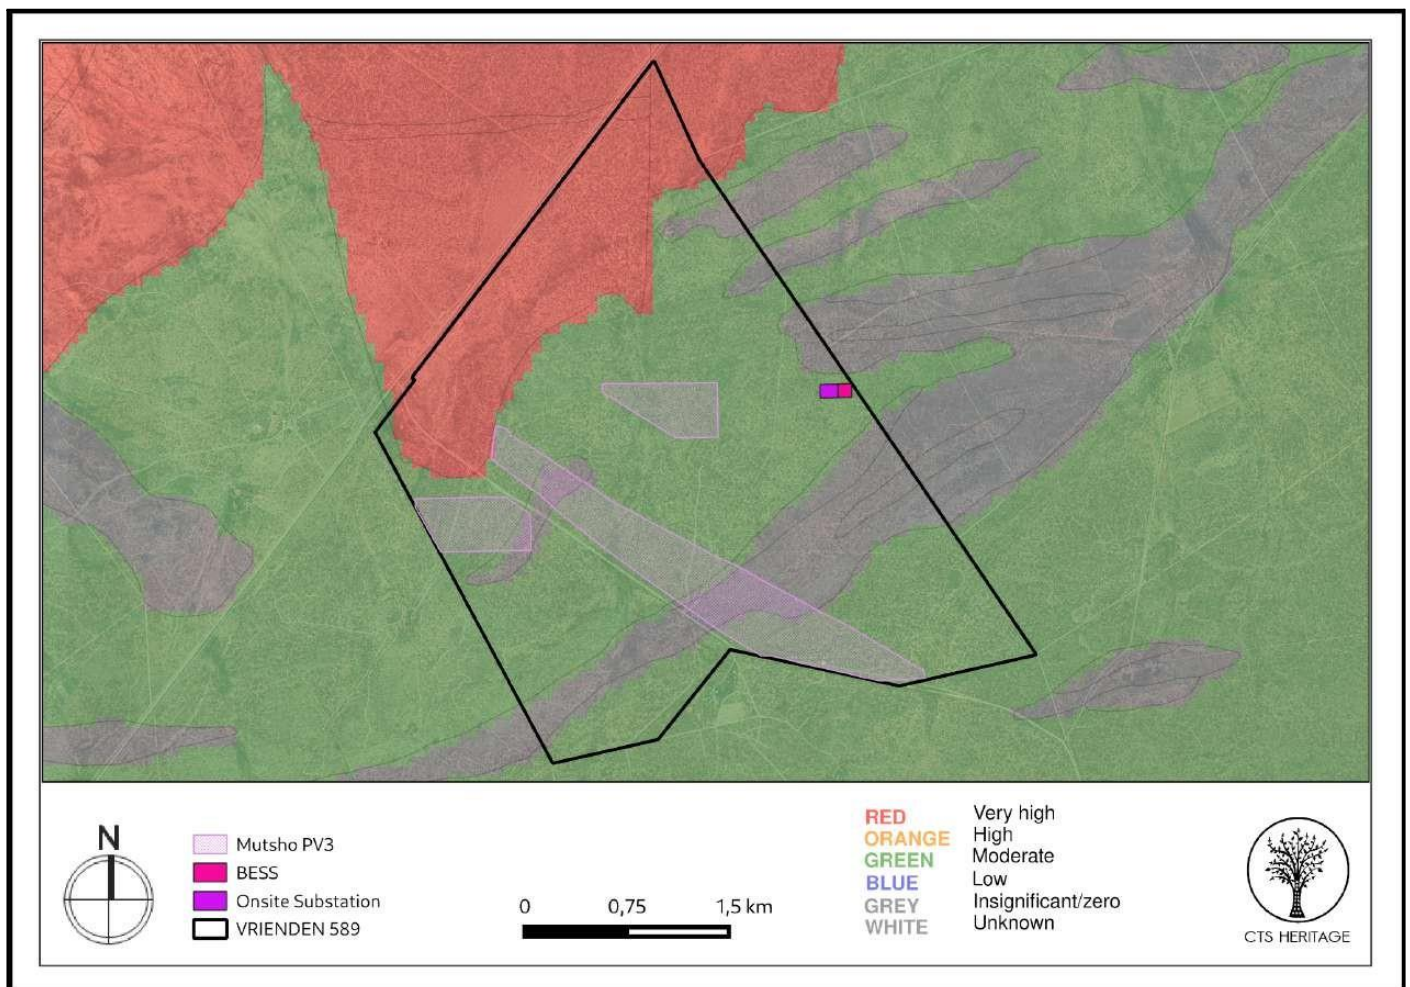 N
Mutsho PV3
BESS
Onsite Substation
VRIENDEN 589
0 0,75 1,5 km
RED Very high
ORANGE High
GREEN Moderate
BLUE Low
GREY Insignificant/zero
WHITE Unknown
CTS HERITAGE